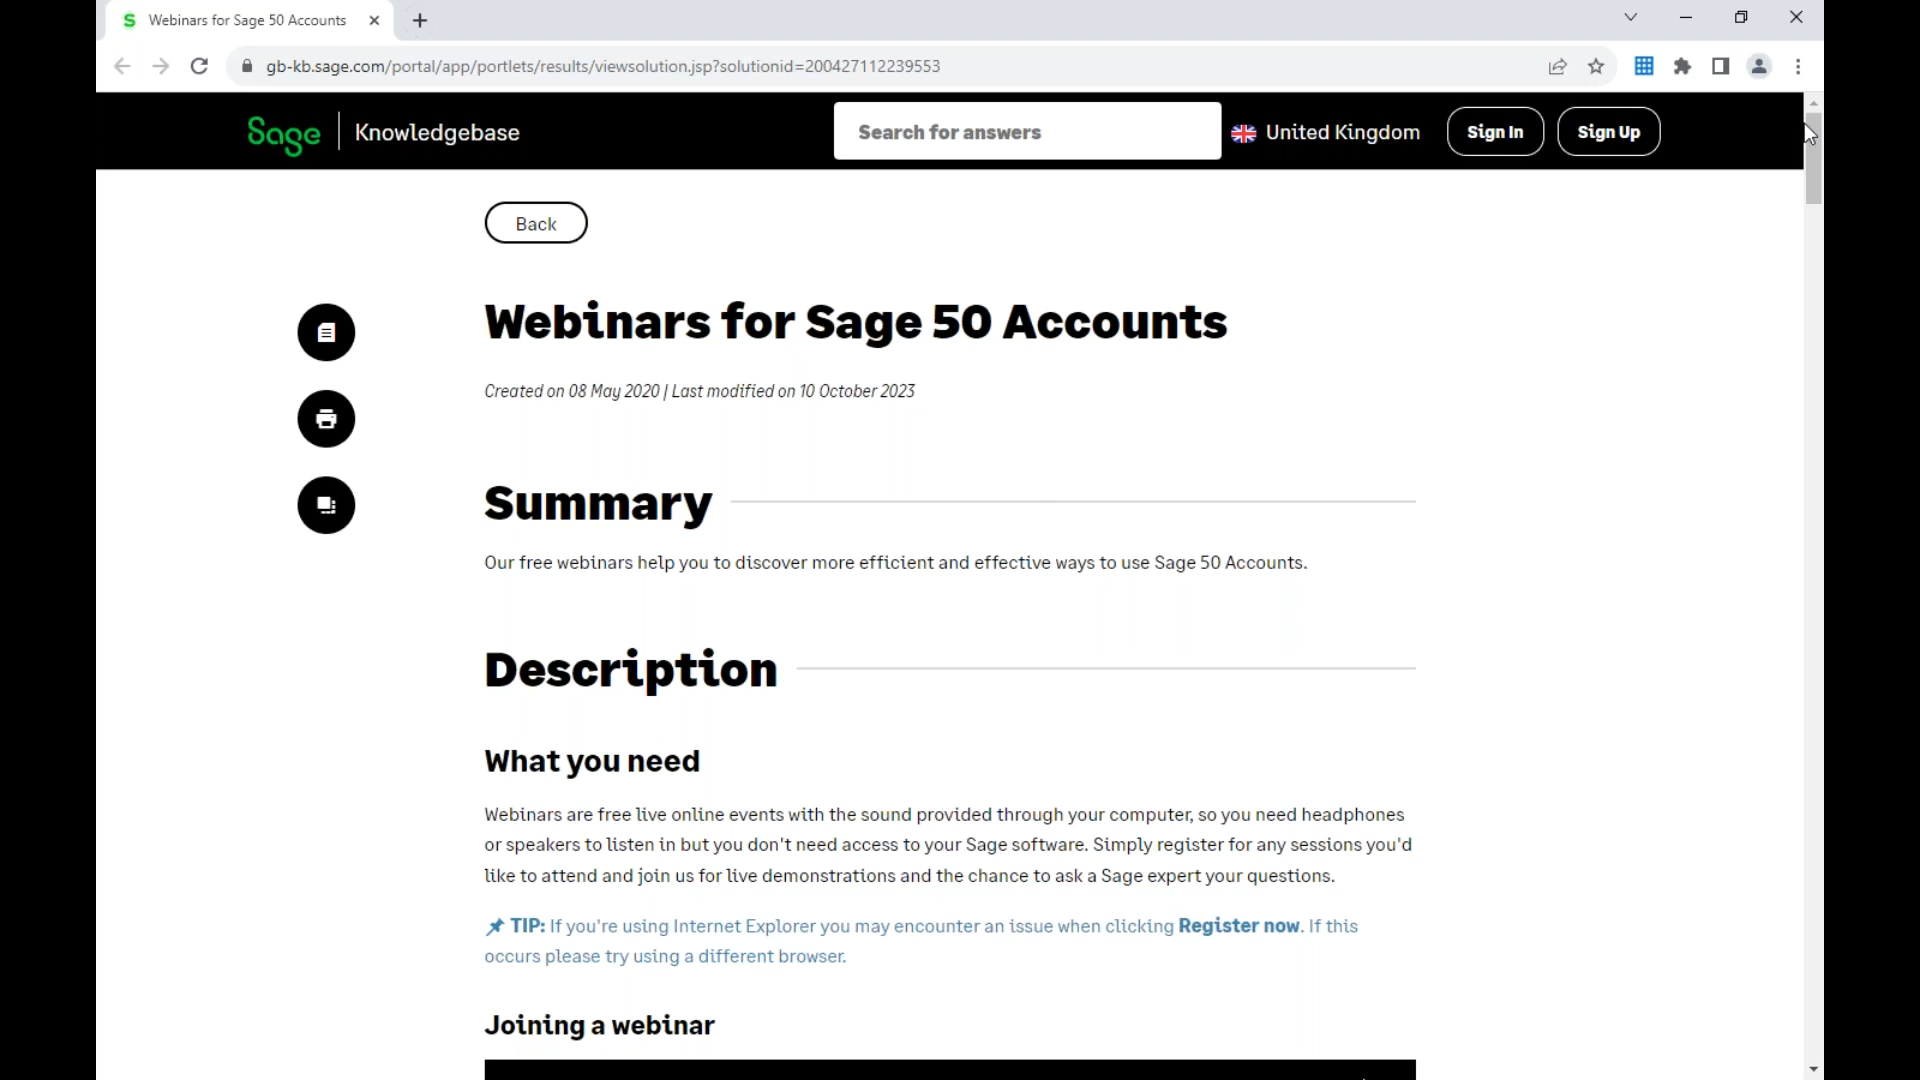 Webinars for Sage 50 Accounts
gb-kb.sage.com/portal/app/portlets/results/viewsolution.jsp?solutionid=200427112239553
Sage Knowledgebase
Search for answers
United Kingdom
Sign In
Sign Up
Back
Webinars for Sage 50 Accounts
Created on 08 May 2020 | Last modified on 10 October 2023
Summary
Our free webinars help you to discover more efficient and effective ways to use Sage 50 Accounts.
Description
What you need
Webinars are free live online events with the sound provided through your computer, so you need headphones
or speakers to listen in but you don't need access to your Sage software. Simply register for any sessions you'd
like to attend and join us for live demonstrations and the chance to ask a Sage expert your questions.
TIP: If you're using Internet Explorer you may encounter an issue when clicking Register now. If this
occurs please try using a different browser.
Joining a webinar